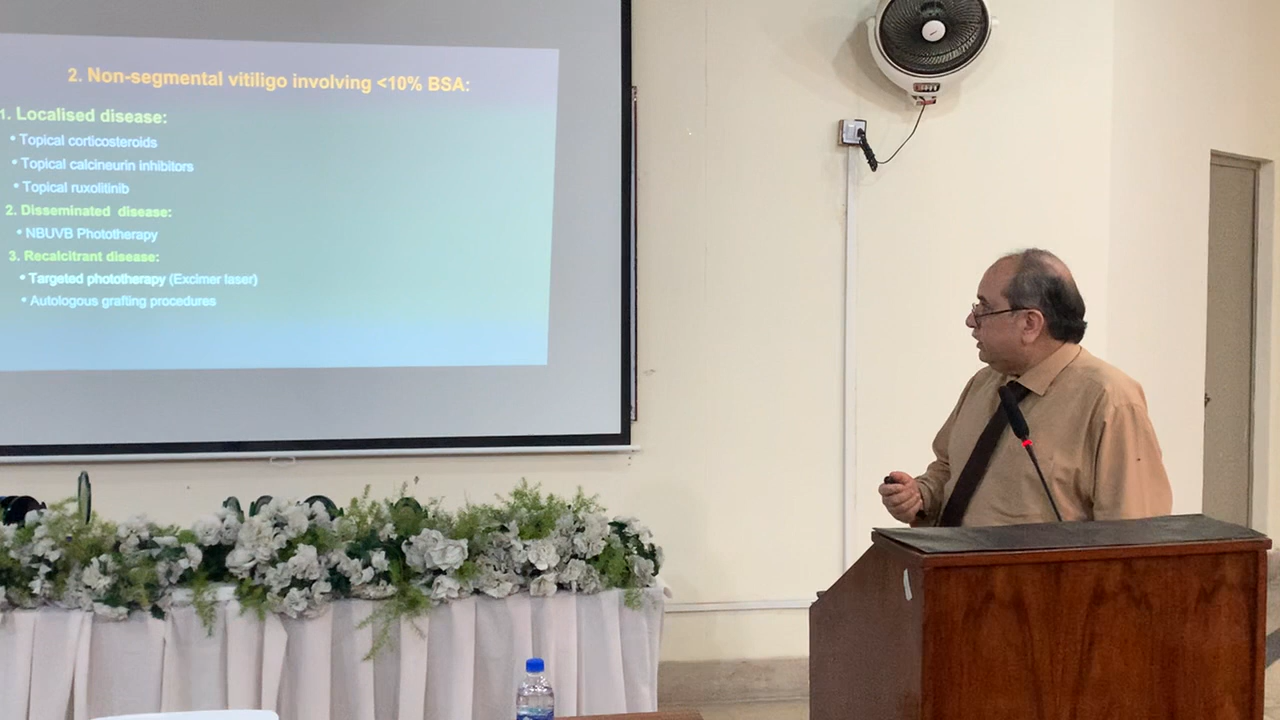 2. Non-segmental vitiligo involving <10% BSA:
1. Localised disease:
• Topical corticosteroids
• Topical calcineurin inhibitors
• Topical ruxolitinib
2. Disseminated disease:
• NBUVB Phototherapy
3. Recalcitrant disease:
• Targeted phototherapy (Excimer laser)
• Autologous grafting procedures